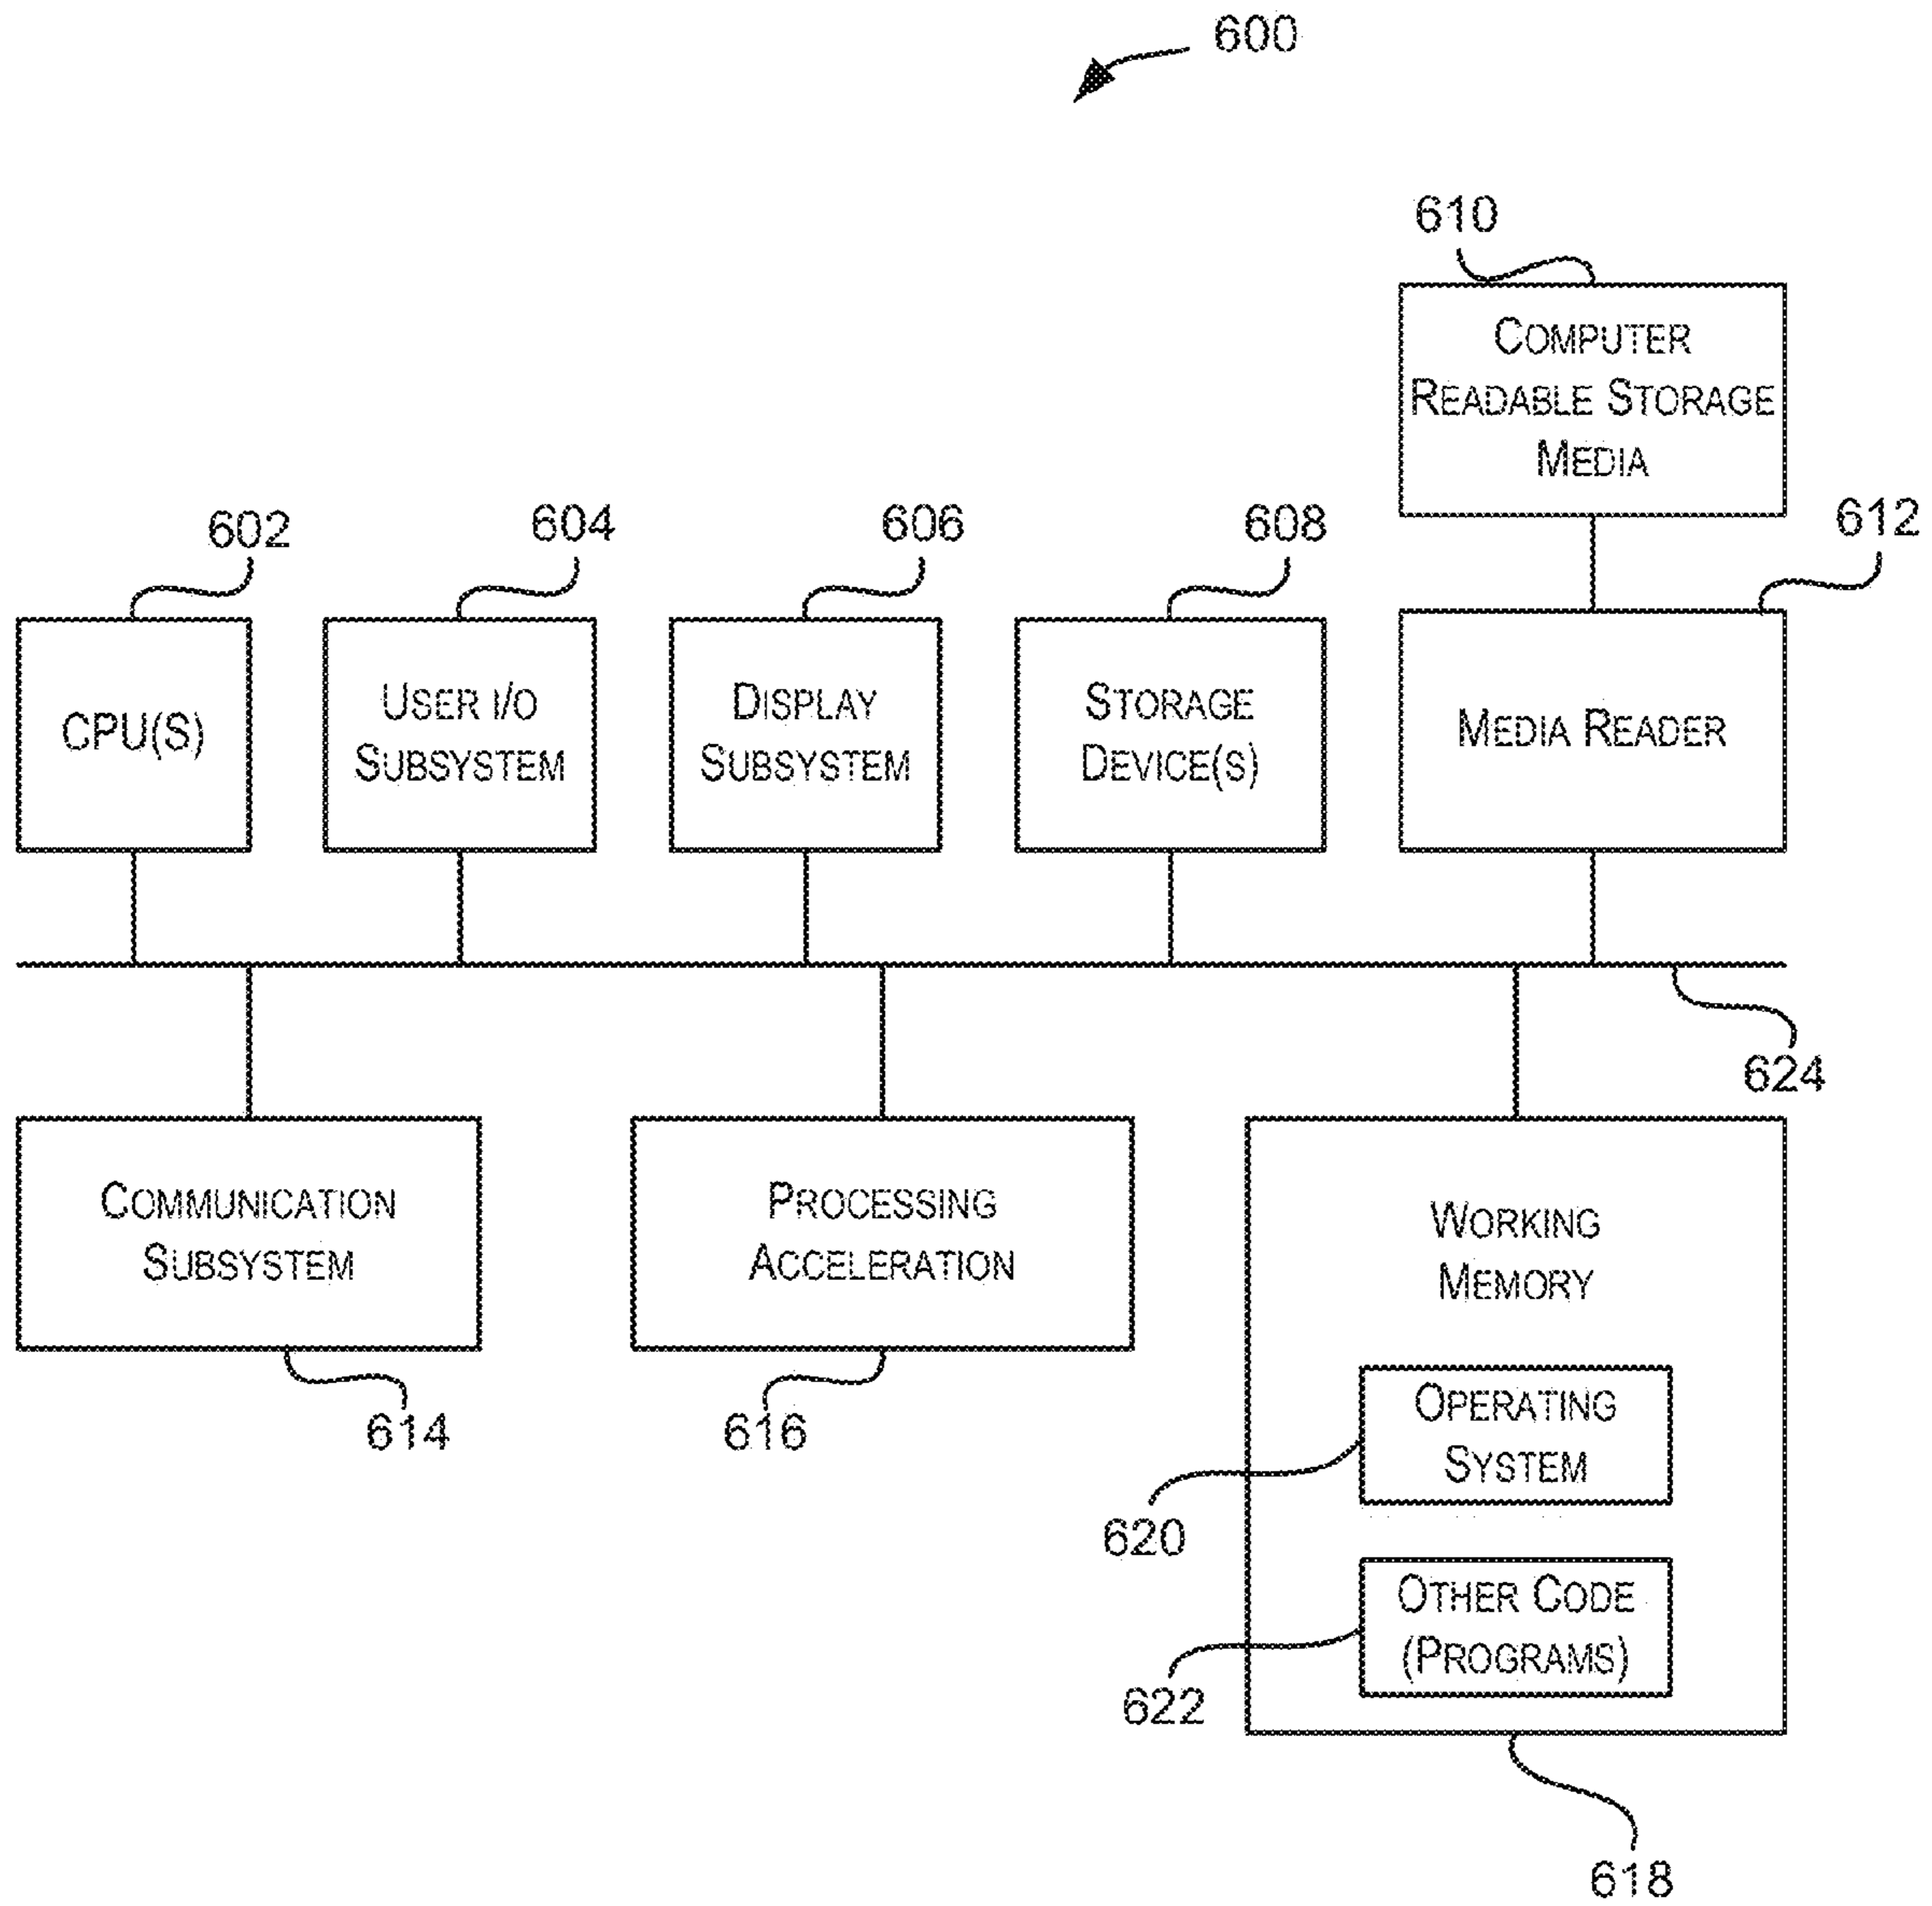 600
610
COMPUTER
READABLE STORAGE
MEDIA
602
604
606
608
612
CPU(S)
USER I/O
SUBSYSTEM
DISPLAY
SUBSYSTEM
STORAGE
DEVICE(S)
MEDIA READER
624
COMMUNICATION
SUBSYSTEM
PROCESSING
ACCELERATION
WORKING
MEMORY
614
616
OPERATING
SYSTEM
620
OTHER CODE
(PROGRAMS)
622
618